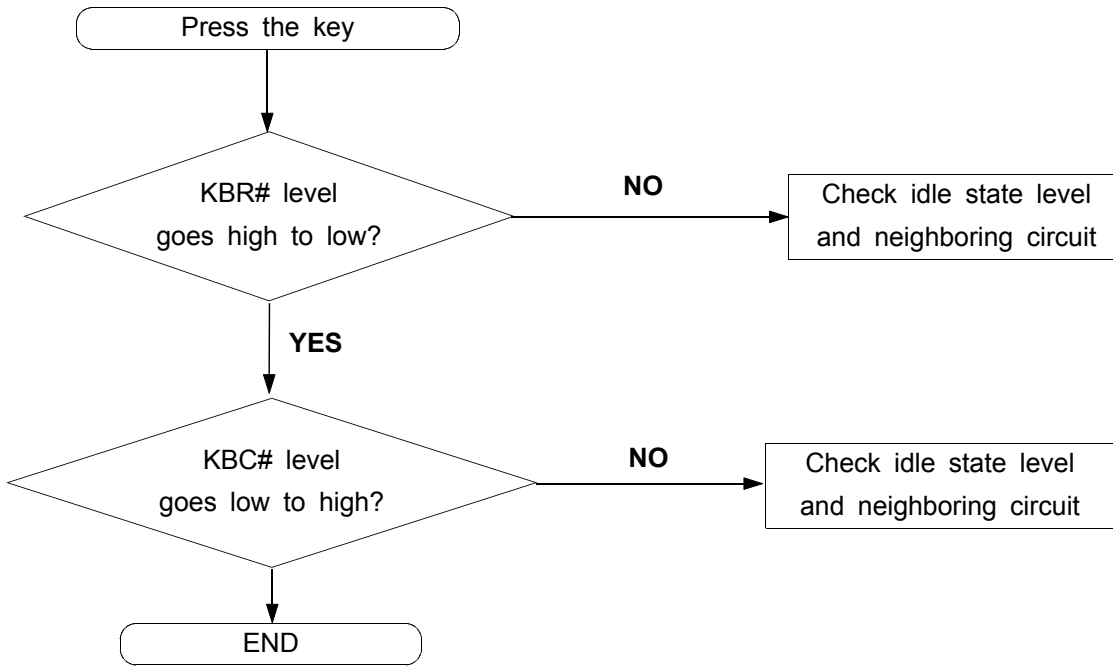 Press the key
KBR# level
goes high to low?
NO
Check idle state level
and neighboring circuit
YES
KBC# level
goes low to high?
NO
Check idle state level
and neighboring circuit
END